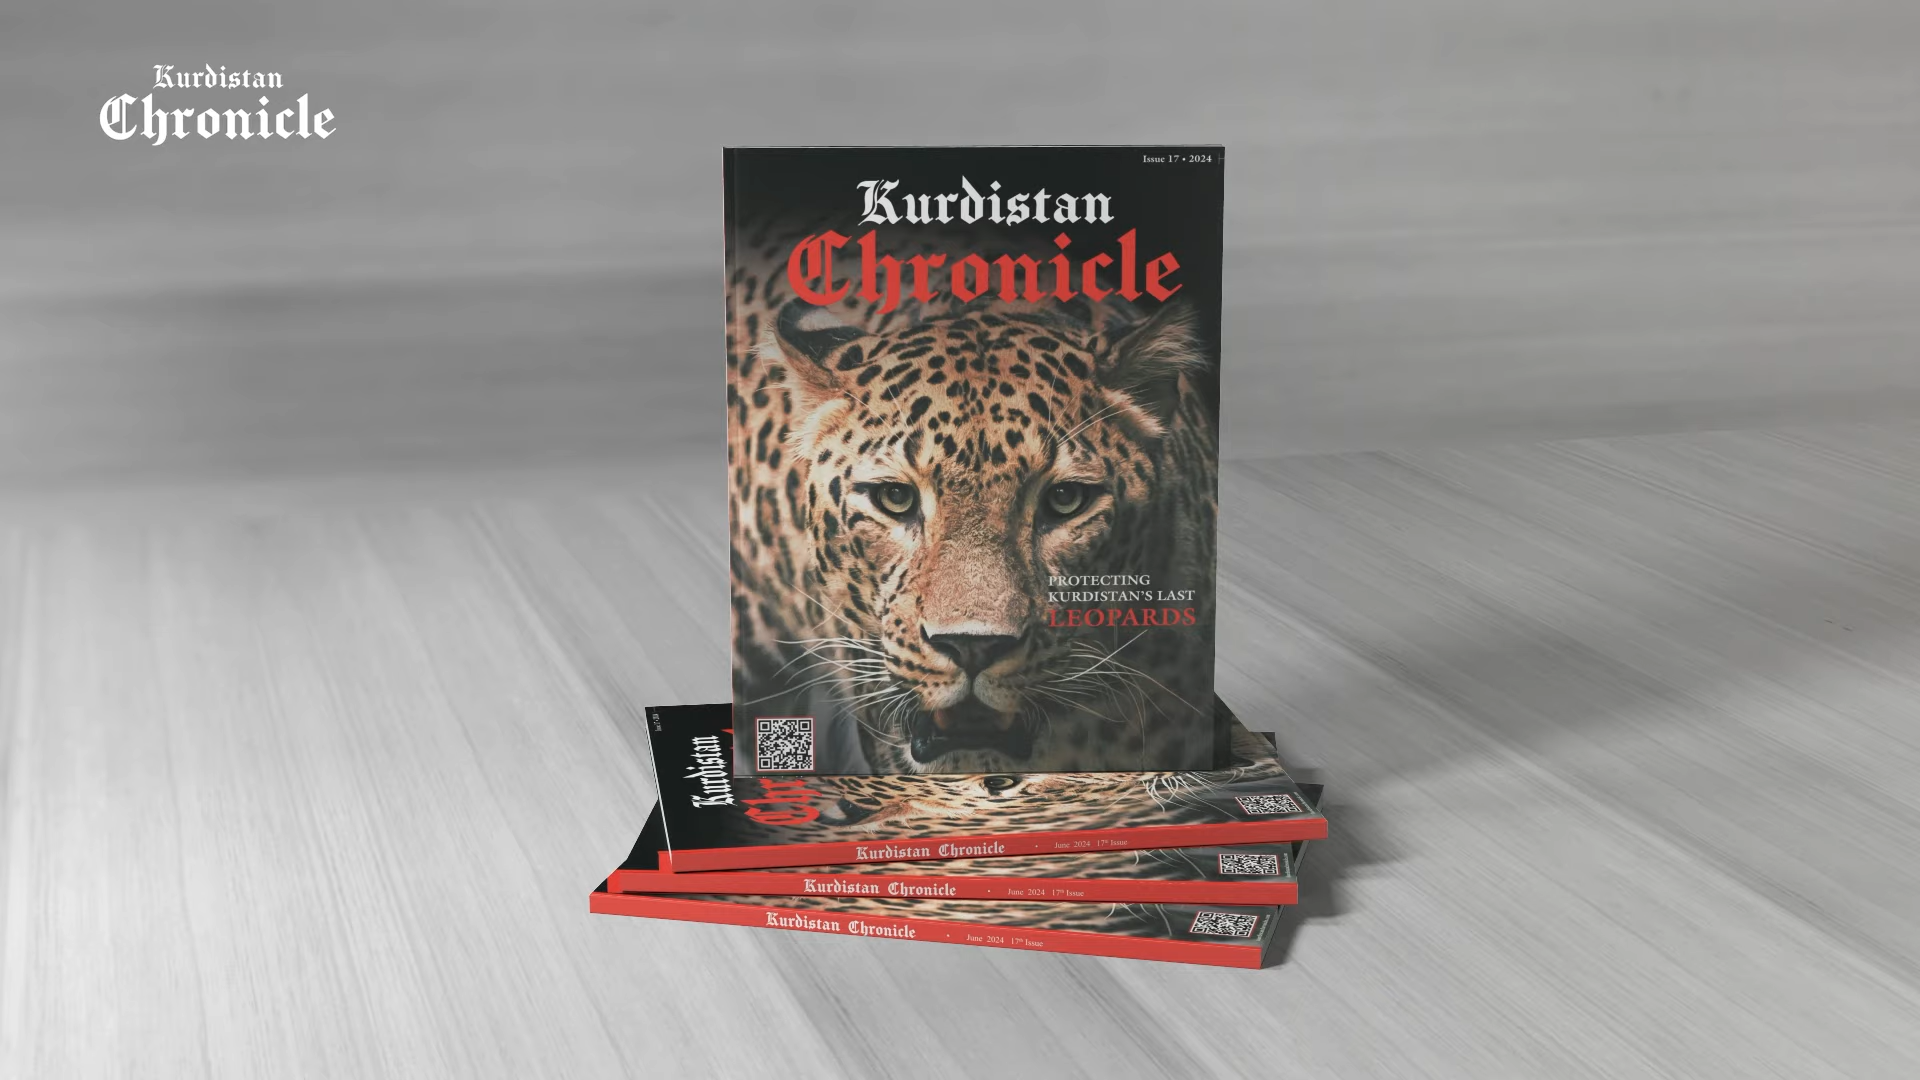 Kurdistan
Chronicle
Issue 17 • 2024
Kurdistan
Chronicle
PROTECTING
KURDISTAN'S LAST
LEOPARDS
Kurdistan
Chr
Kurdistan Chronicle • June 2024 17th Issue
Kurdistan Chronicle • June 2024 17th Issue
Kurdistan Chronicle • June 2024 17th Issue